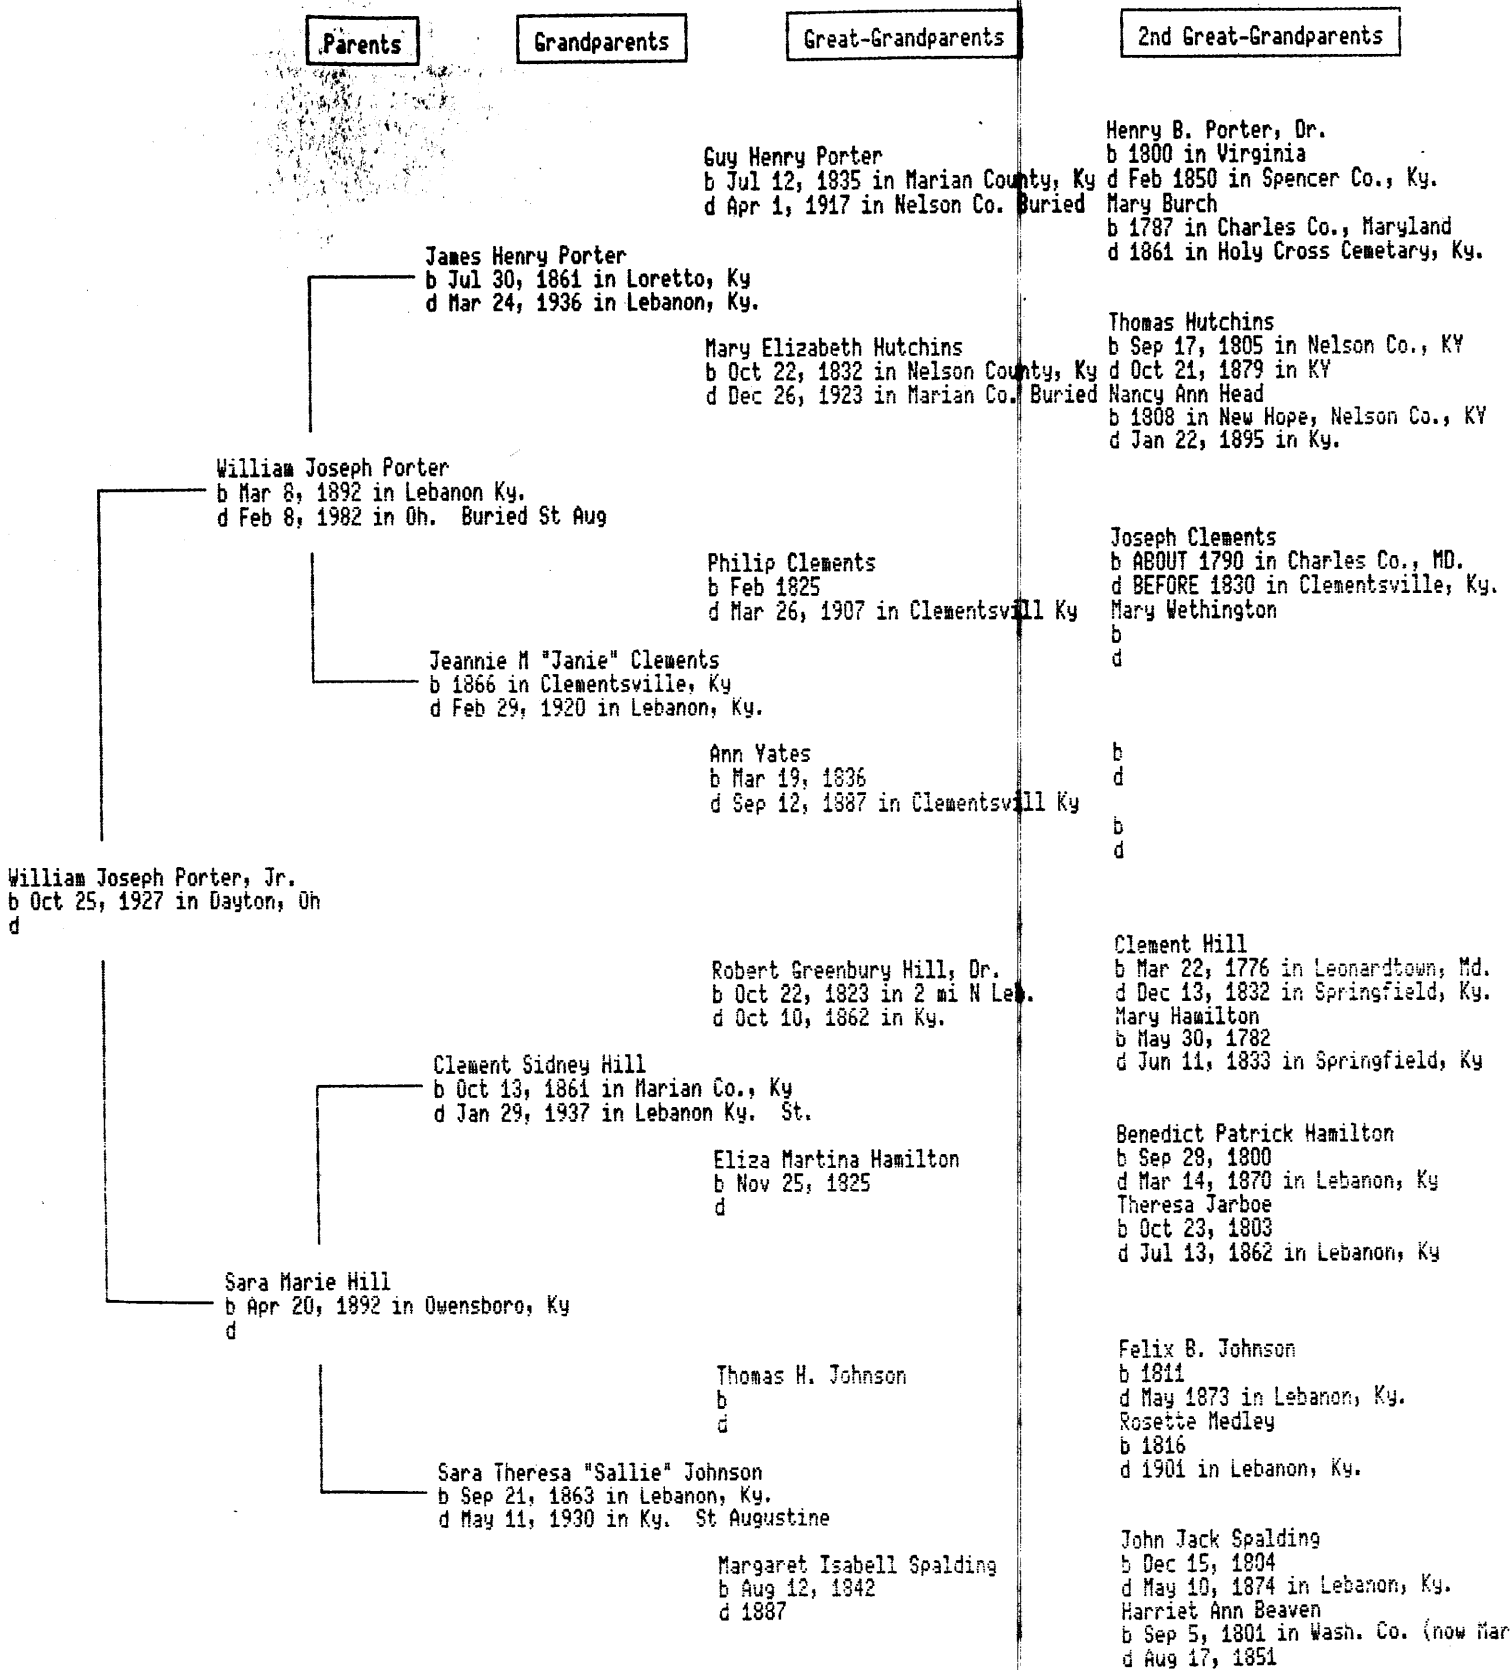 Parents
Grandparents
Great-Grandparents
2nd Great-Grandparents
Henry B. Porter, Dr.
b 1800 in Virginia
d Feb 1850 in Spencer Co., Ky.
Mary Burch
b 1787 in Charles Co., Maryland
d 1861 in Holy Cross Cemetary, Ky.
Guy Henry Porter
b Jul 12, 1835 in Marian County, Ky
d Apr 1, 1917 in Nelson Co. Buried
James Henry Porter
b Jul 30, 1861 in Loretto, Ky
d Mar 24, 1936 in Lebanon, Ky.
Thomas Hutchins
b Sep 17, 1805 in Nelson Co., KY
d Oct 21, 1879 in KY
Nancy Ann Head
b 1808 in New Hope, Nelson Co., KY
d Jan 22, 1895 in Ky.
Mary Elizabeth Hutchins
b Oct 22, 1832 in Nelson County, Ky
d Dec 26, 1923 in Marian Co. Buried
William Joseph Porter
b Mar 8, 1892 in Lebanon Ky.
d Feb 8, 1982 in Oh. Buried St Aug
Joseph Clements
b ABOUT 1790 in Charles Co., MD.
d BEFORE 1830 in Clementsville, Ky.
Mary Wethington
b
d
Philip Clements
b Feb 1825
d Mar 26, 1907 in Clementsvill Ky
Jeannie M "Janie" Clements
b 1866 in Clementsville, Ky
d Feb 29, 1920 in Lebanon, Ky.
Ann Yates
b Mar 19, 1836
d Sep 12, 1887 in Clementsvill Ky
b
d
b
d
William Joseph Porter, Jr.
b Oct 25, 1927 in Dayton, Oh
d
Clement Hill
b Mar 22, 1776 in Leonardtown, Md.
d Dec 13, 1832 in Springfield, Ky.
Mary Hamilton
b May 30, 1782
d Jun 11, 1833 in Springfield, Ky
Robert Greenbury Hill, Dr.
b Oct 22, 1823 in 2 mi N Leb.
d Oct 10, 1862 in Ky.
Clement Sidney Hill
b Oct 13, 1861 in Marian Co., Ky
d Jan 29, 1937 in Lebanon Ky. St.
Benedict Patrick Hamilton
b Sep 28, 1800
d Mar 14, 1870 in Lebanon, Ky
Theresa Jarboe
b Oct 23, 1803
d Jul 13, 1862 in Lebanon, Ky
Eliza Martina Hamilton
b Nov 25, 1825
d
Sara Marie Hill
b Apr 20, 1892 in Owensboro, Ky
d
Felix B. Johnson
b 1811
d May 1873 in Lebanon, Ky.
Rosette Medley
b 1816
d 1901 in Lebanon, Ky.
Thomas H. Johnson
b
d
Sara Theresa "Sallie" Johnson
b Sep 21, 1863 in Lebanon, Ky.
d May 11, 1930 in Ky. St Augustine
John Jack Spalding
b Dec 15, 1804
d May 10, 1874 in Lebanon, Ky.
Harriet Ann Beaven
b Sep 5, 1801 in Wash. Co. (now Mar
d Aug 17, 1851
Margaret Isabell Spalding
b Aug 12, 1842
d 1887